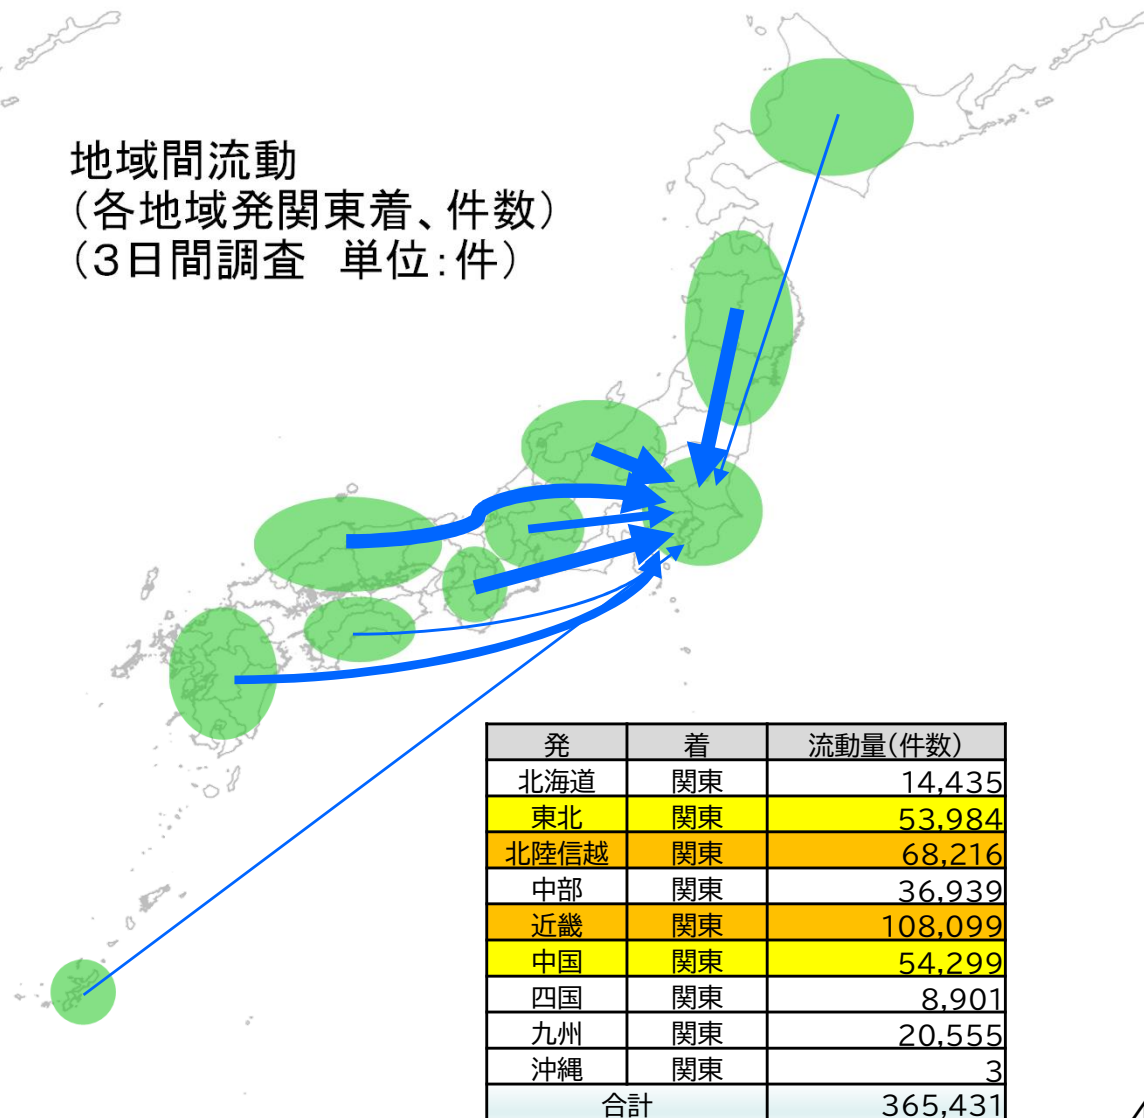 地域間流動
（各地域発関東着、件数）
（３日間調査　単位：件）
発 着 流動量(件数)
北海道 関東 14,435
東北 関東 53,984
北陸信越 関東 68,216
中部 関東 36,939
近畿 関東 108,099
中国 関東 54,299
四国 関東 8,901
九州 関東 20,555
沖縄 関東 3
合計 365,431